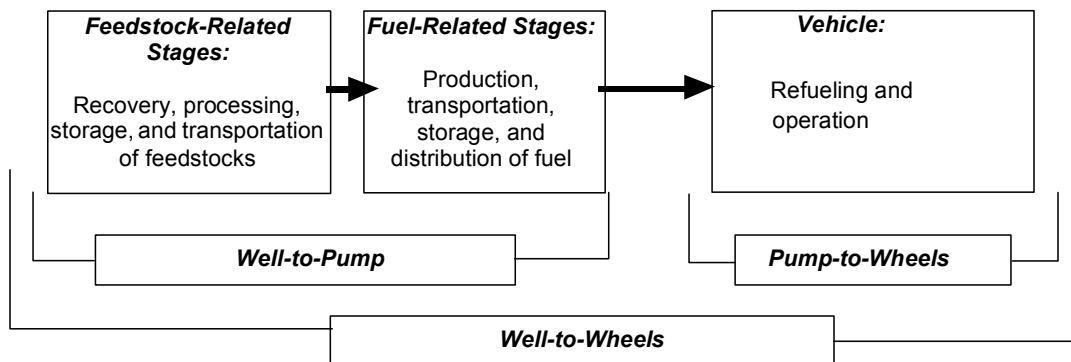 Feedstock-Related
Stages:
Recovery, processing,
storage, and transportation
of feedstocks
Fuel-Related Stages:
Production,
transportation,
storage, and
distribution of fuel
Vehicle:
Refueling and
operation
Well-to-Pump
Pump-to-Wheels
Well-to-Wheels